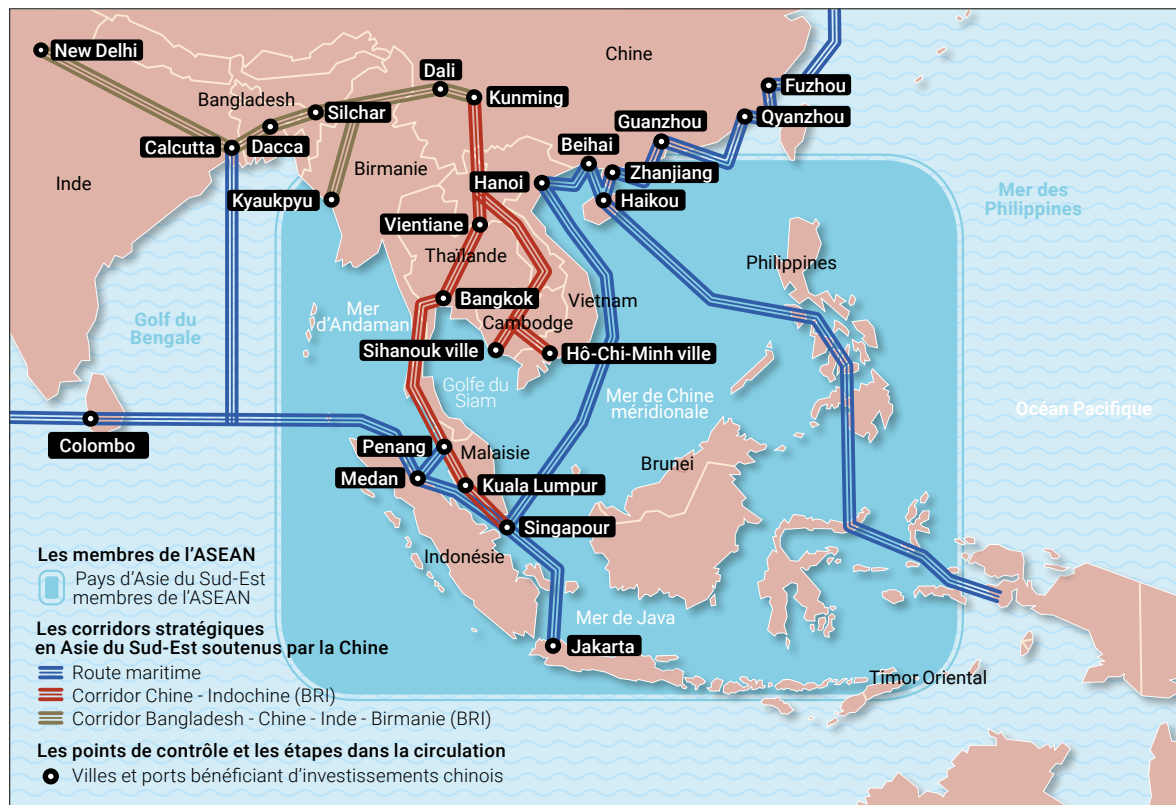 New Delhi
Chine
Dali
Fuzhou
Kunming
Bangladesh
Silchar
Qyanzhou
Guanzhou
Calcutta
Dacca
Beihai
Birmanie
Zhanjiang
Inde
Hanoi
Kyaukpyu
Haikou
Mer des
Philippines
Vientiane
Thaïlande
Philippines
Bangkok
Vietnam
Mer
d'Andaman
Golf du
Bengale
Cambodge
Sihanouk ville
Hô-Chi-Minh ville
Golfe du
Siam
Mer de Chine
méridionale
Océan Pacifique
Colombo
Penang
Malaisie
Brunei
Medan
Kuala Lumpur
Singapour
Indonésie
Mer de Java
Jakarta
Timor Oriental
Les membres de l'ASEAN
Pays d'Asie du Sud-Est
membres de l'ASEAN
Les corridors stratégiques
en Asie du Sud-Est soutenus par la Chine
Route maritime
Corridor Chine - Indochine (BRI)
Corridor Bangladesh - Chine - Inde - Birmanie (BRI)
Les points de contrôle et les étapes dans la circulation
Villes et ports bénéficiant d'investissements chinois